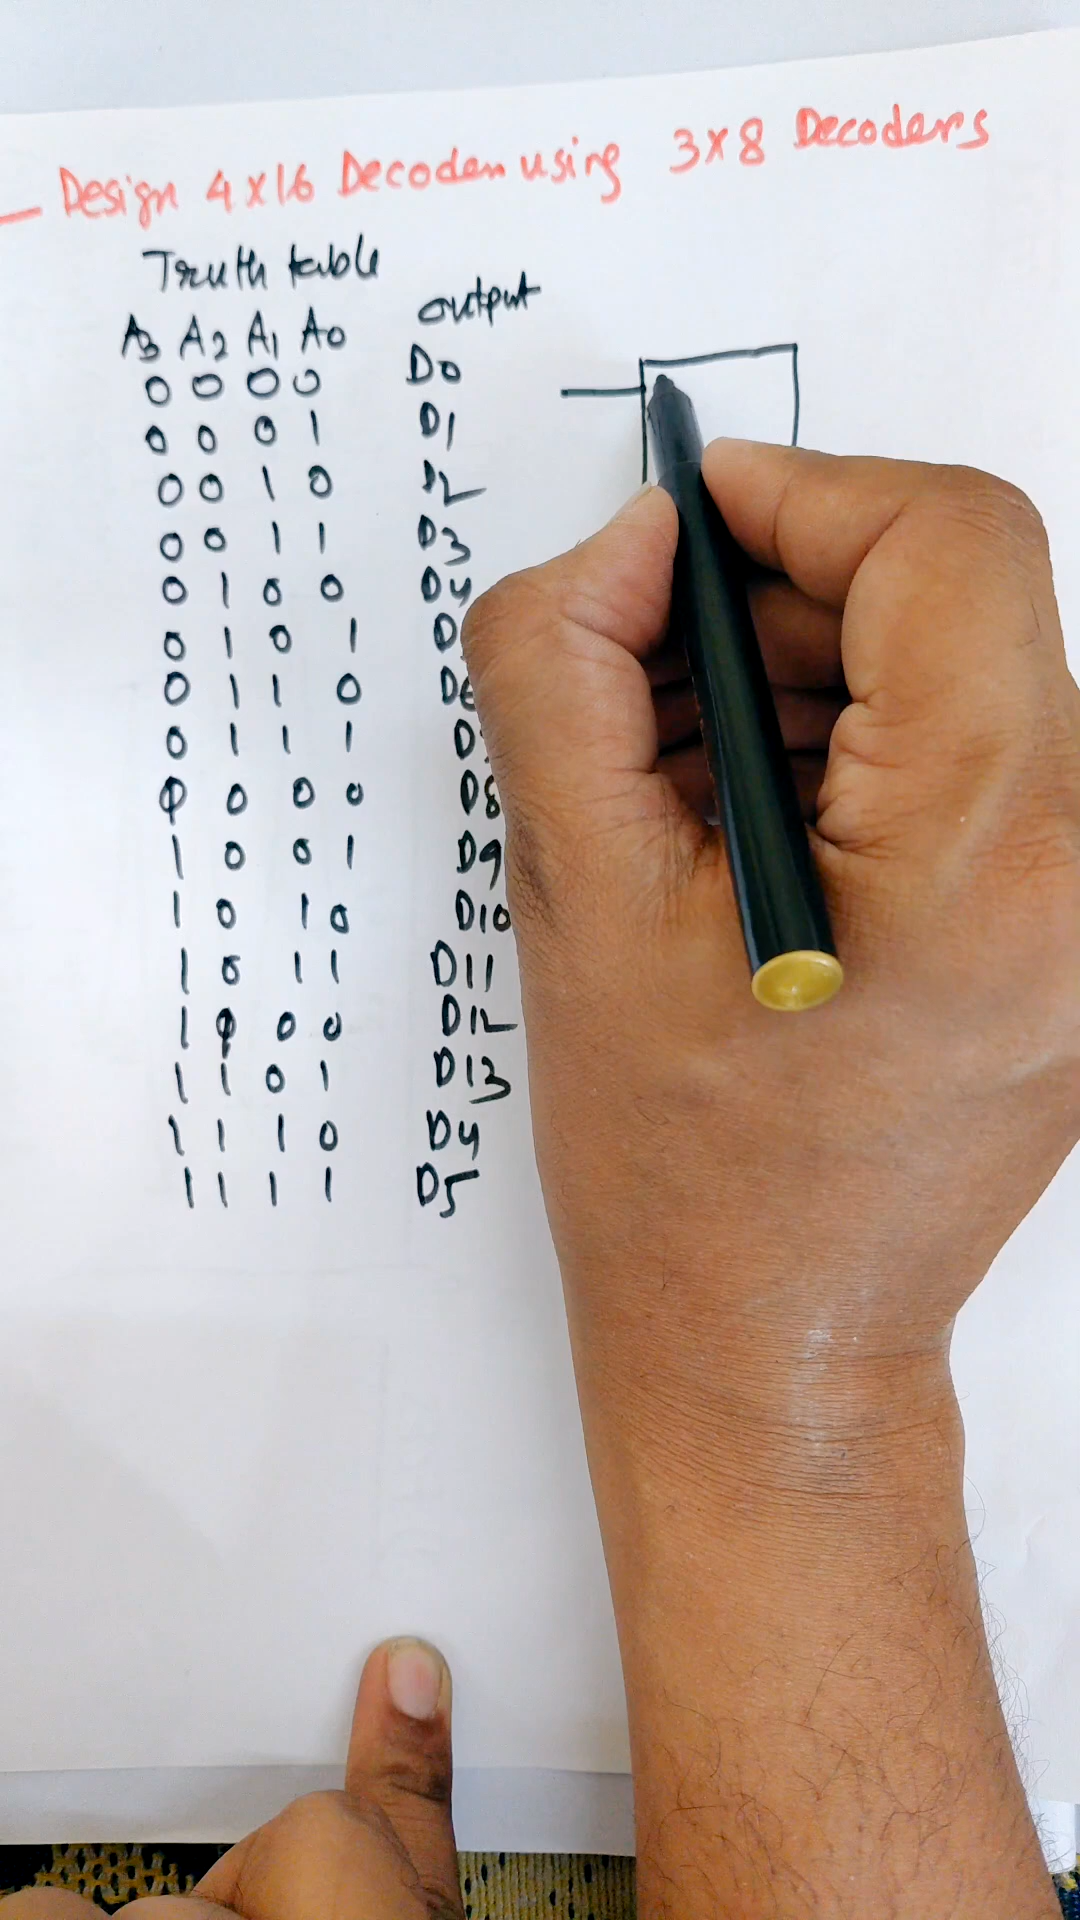 Design 4x16 Decoder using 3x8 Decoders
Truth table
A3 A2 A1 A0 output
0 0 0 0 D0
0 0 0 1 D1
0 0 1 0 D2
0 0 1 1 D3
0 1 0 0 D4
0 1 0 1 D
0 1 1 0 D6
0 1 1 1 D
1 0 0 0 D8
1 0 0 1 D9
1 0 1 0 D10
1 0 1 1 D11
1 1 0 0 D12
1 1 0 1 D13
1 1 1 0 D4
1 1 1 1 D5